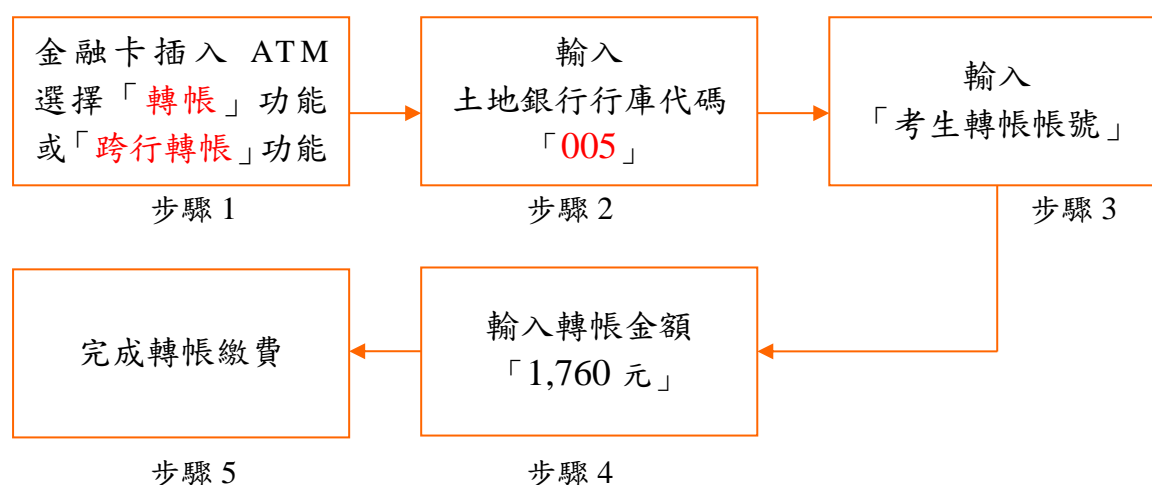 金融卡插入 ATM
選擇「轉帳」功能
或「跨行轉帳」功能
步驟 1
輸入
土地銀行行庫代碼
「005」
步驟 2
輸入
「考生轉帳帳號」
步驟 3
輸入轉帳金額
「1,760 元」
步驟 4
完成轉帳繳費
步驟 5